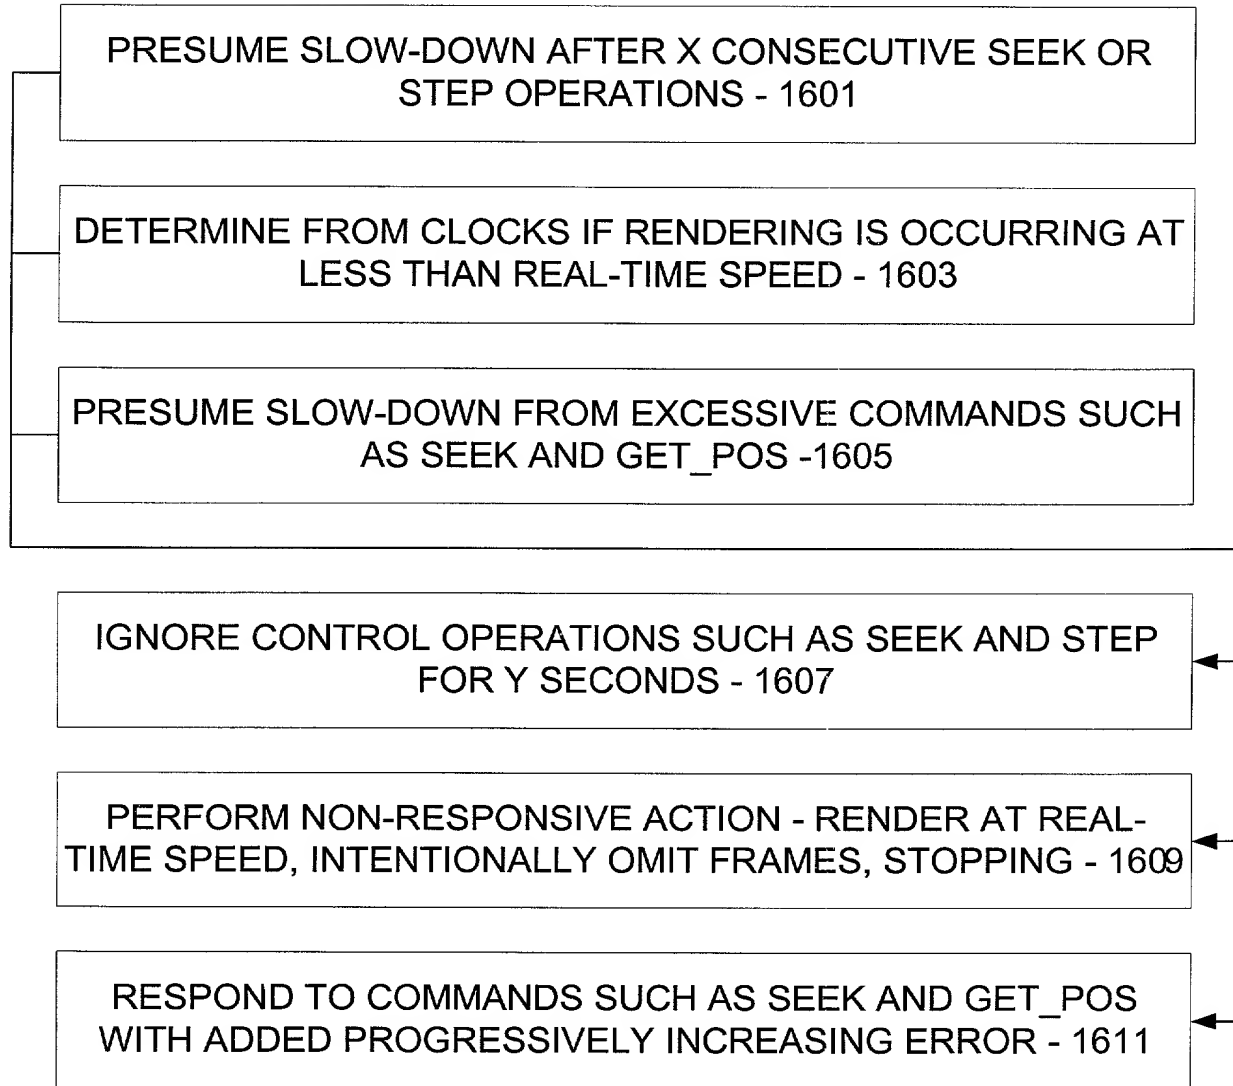 PRESUME SLOW-DOWN AFTER X CONSECUTIVE SEEK OR
STEP OPERATIONS - 1601
DETERMINE FROM CLOCKS IF RENDERING IS OCCURRING AT
LESS THAN REAL-TIME SPEED - 1603
PRESUME SLOW-DOWN FROM EXCESSIVE COMMANDS SUCH
AS SEEK AND GET_POS -1605
IGNORE CONTROL OPERATIONS SUCH AS SEEK AND STEP
FOR Y SECONDS - 1607
PERFORM NON-RESPONSIVE ACTION - RENDER AT REAL-
TIME SPEED, INTENTIONALLY OMIT FRAMES, STOPPING - 1609
RESPOND TO COMMANDS SUCH AS SEEK AND GET_POS
WITH ADDED PROGRESSIVELY INCREASING ERROR - 1611